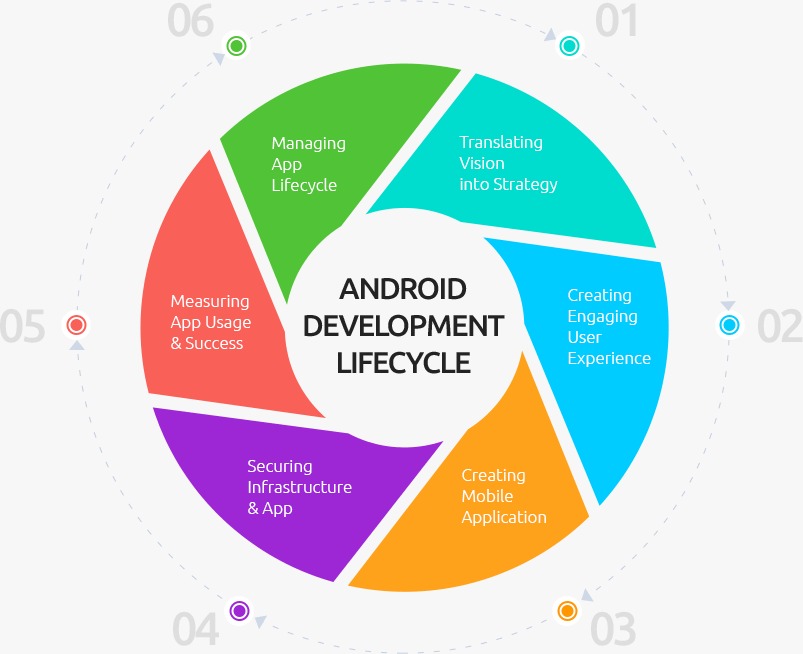 06
01
Managing
App
Lifecycle
Translating
Vision
into Strategy
05
Measuring
App Usage
& Success
ANDROID
DEVELOPMENT
LIFECYCLE
Creating
Engaging
User
Experience
02
Securing
Infrastructure
& App
Creating
Mobile
Application
04
03